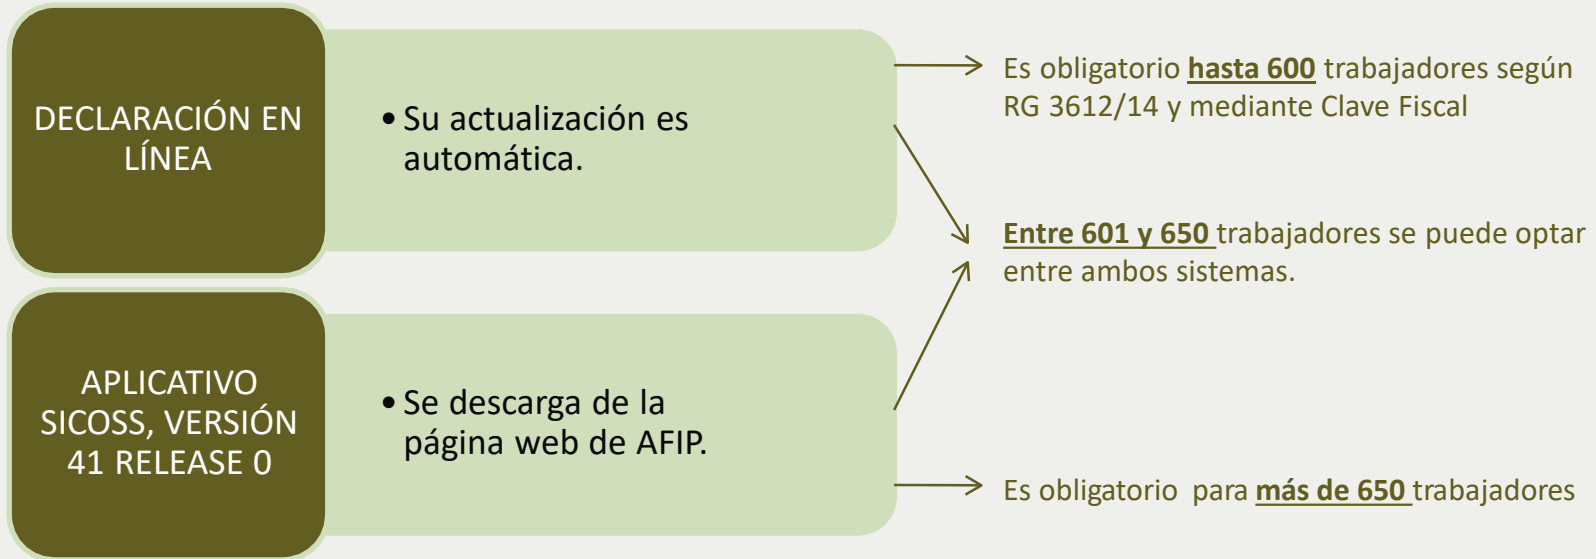 DECLARACIÓN EN
LÍNEA
• Su actualización es
automática.
Es obligatorio hasta 600 trabajadores según
RG 3612/14 y mediante Clave Fiscal
Entre 601 y 650 trabajadores se puede optar
entre ambos sistemas.
APLICATIVO
SICOSS, VERSIÓN
41 RELEASE 0
• Se descarga de la
página web de AFIP.
Es obligatorio para más de 650 trabajadores